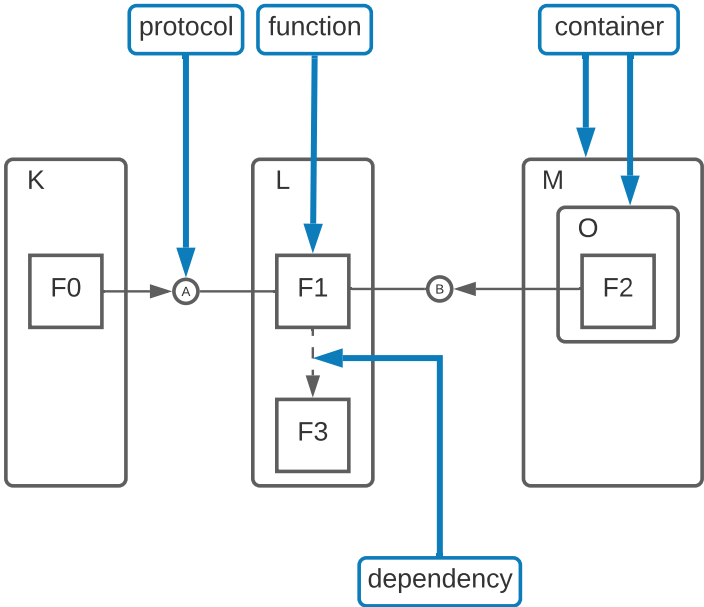 protocol
function
container
K
L
M
O
F0
A
F1
B
F2
F3
dependency